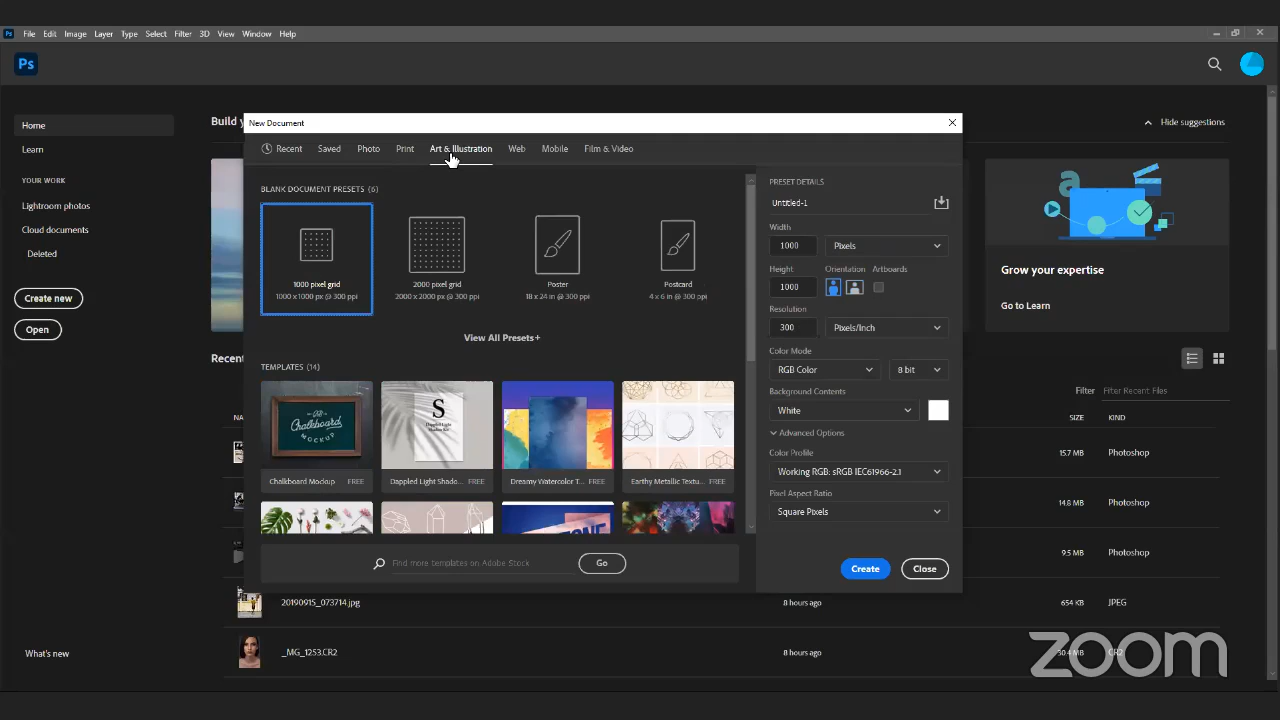 Ps File Edit Image Layer Type Select Filter 3D View Window Help
Ps
Home
Learn
YOUR WORK
Lightroom photos
Cloud documents
Deleted
Create new
Open
What's new
Build
Hide suggestions
Grow your expertise
Go to Learn
Recent
Filter Filter Recent Files
SIZE KIND
15.7 MB Photoshop
14.8 MB Photoshop
9.5 MB Photoshop
20190915_073714.jpg 8 hours ago 654 KB JPEG
_MG_1253.CR2 8 hours ago 30.4 MB CR2
New Document
Recent Saved Photo Print Art & Illustration Web Mobile Film & Video
BLANK DOCUMENT PRESETS (6)
1000 pixel grid
1000 x 1000 px @ 300 ppi
2000 pixel grid
2000 x 2000 px @ 300 ppi
Poster
18 x 24 in @ 300 ppi
Postcard
4 x 6 in @ 300 ppi
View All Presets+
TEMPLATES (14)
Chalkboard
MOCKUP
S
Chalkboard Mockup FREE
Dappled Light Shado... FREE
Dreamy Watercolor T... FREE
Earthy Metallic Textu... FREE
Find more templates on Adobe Stock
Go
PRESET DETAILS
Untitled-1
Width
1000 Pixels
Height Orientation Artboards
1000
Resolution
300 Pixels/Inch
Color Mode
RGB Color 8 bit
Background Contents
White
Advanced Options
Color Profile
Working RGB: sRGB IEC61966-2.1
Pixel Aspect Ratio
Square Pixels
Create Close
zoom